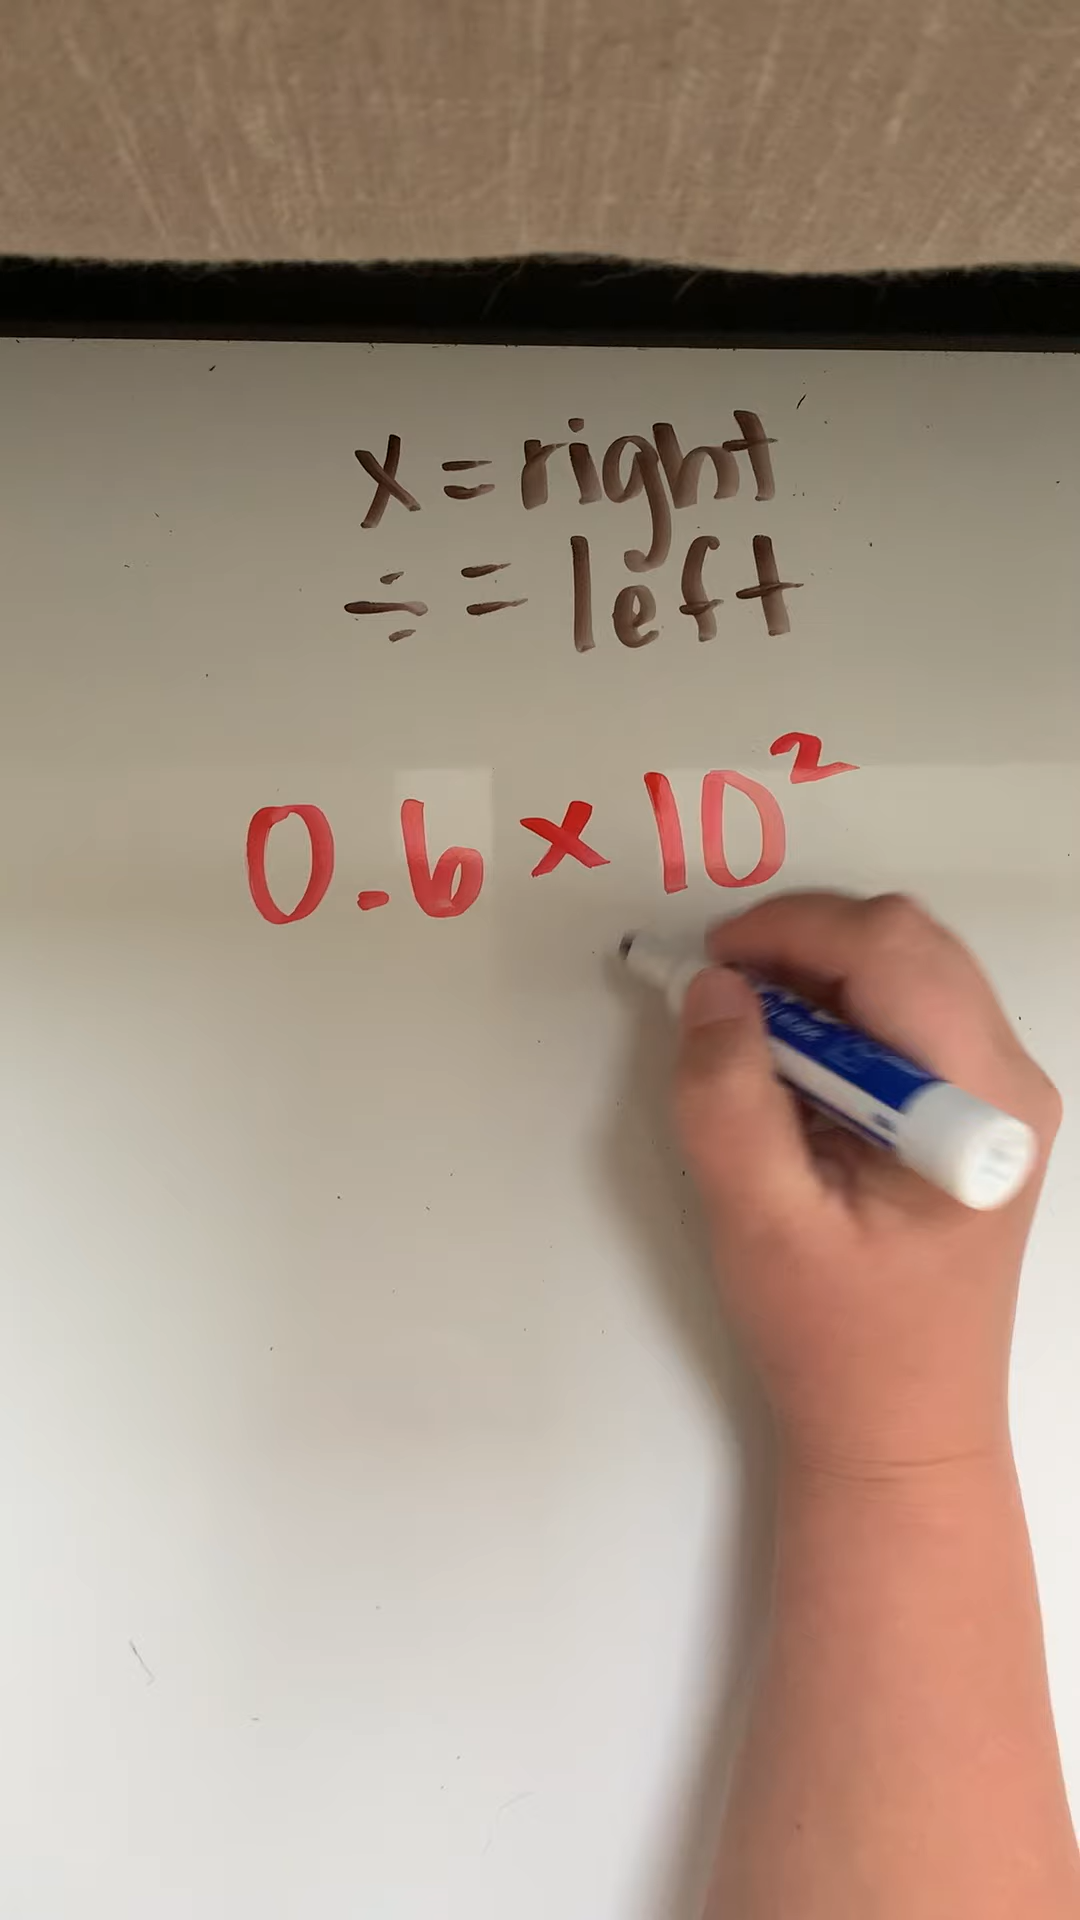 x = right
÷ = left
0.6 × 10²